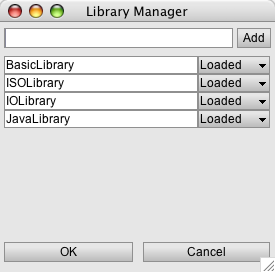 Library Manager
Add
BasicLibrary Loaded
ISOLibrary Loaded
IOLibrary Loaded
JavaLibrary Loaded
OK Cancel